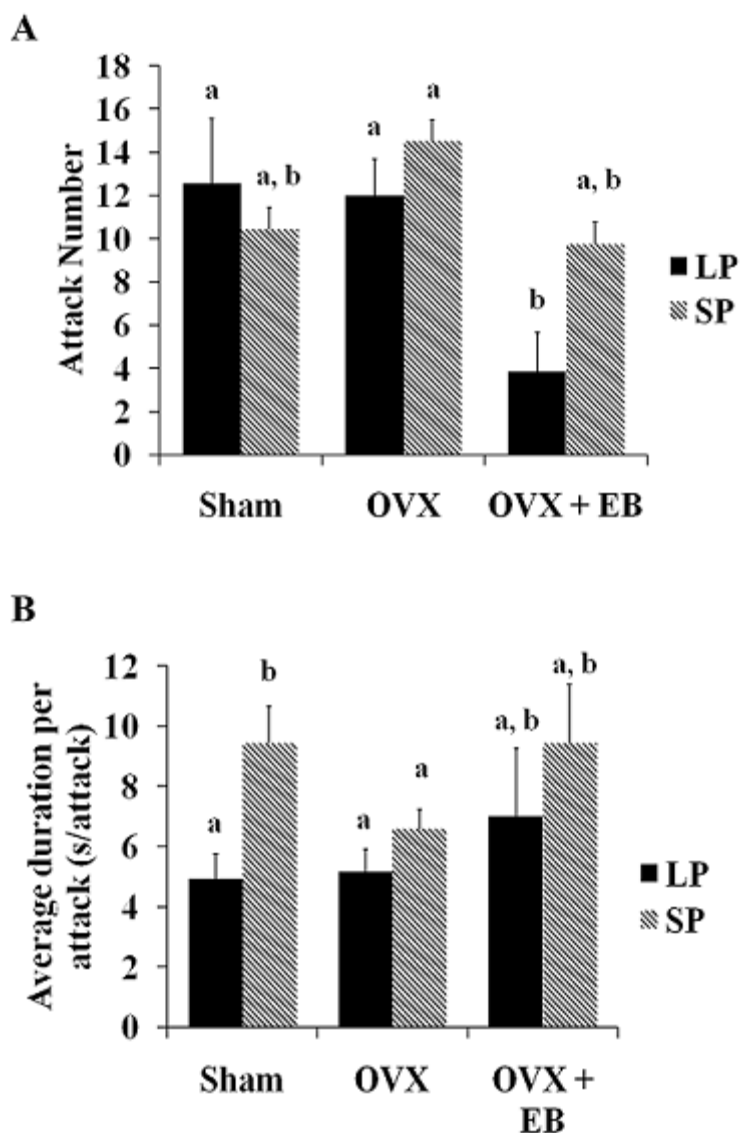 A
18
16
14
12
10
8
6
4
2
0
Attack Number
a
a, b
a
a
b
a, b
Sham
OVX
OVX + EB
LP
SP
B
12
10
8
6
4
2
0
Average duration per
attack (s/attack)
a
b
a
a
a, b
a, b
Sham
OVX
OVX +
EB
LP
SP